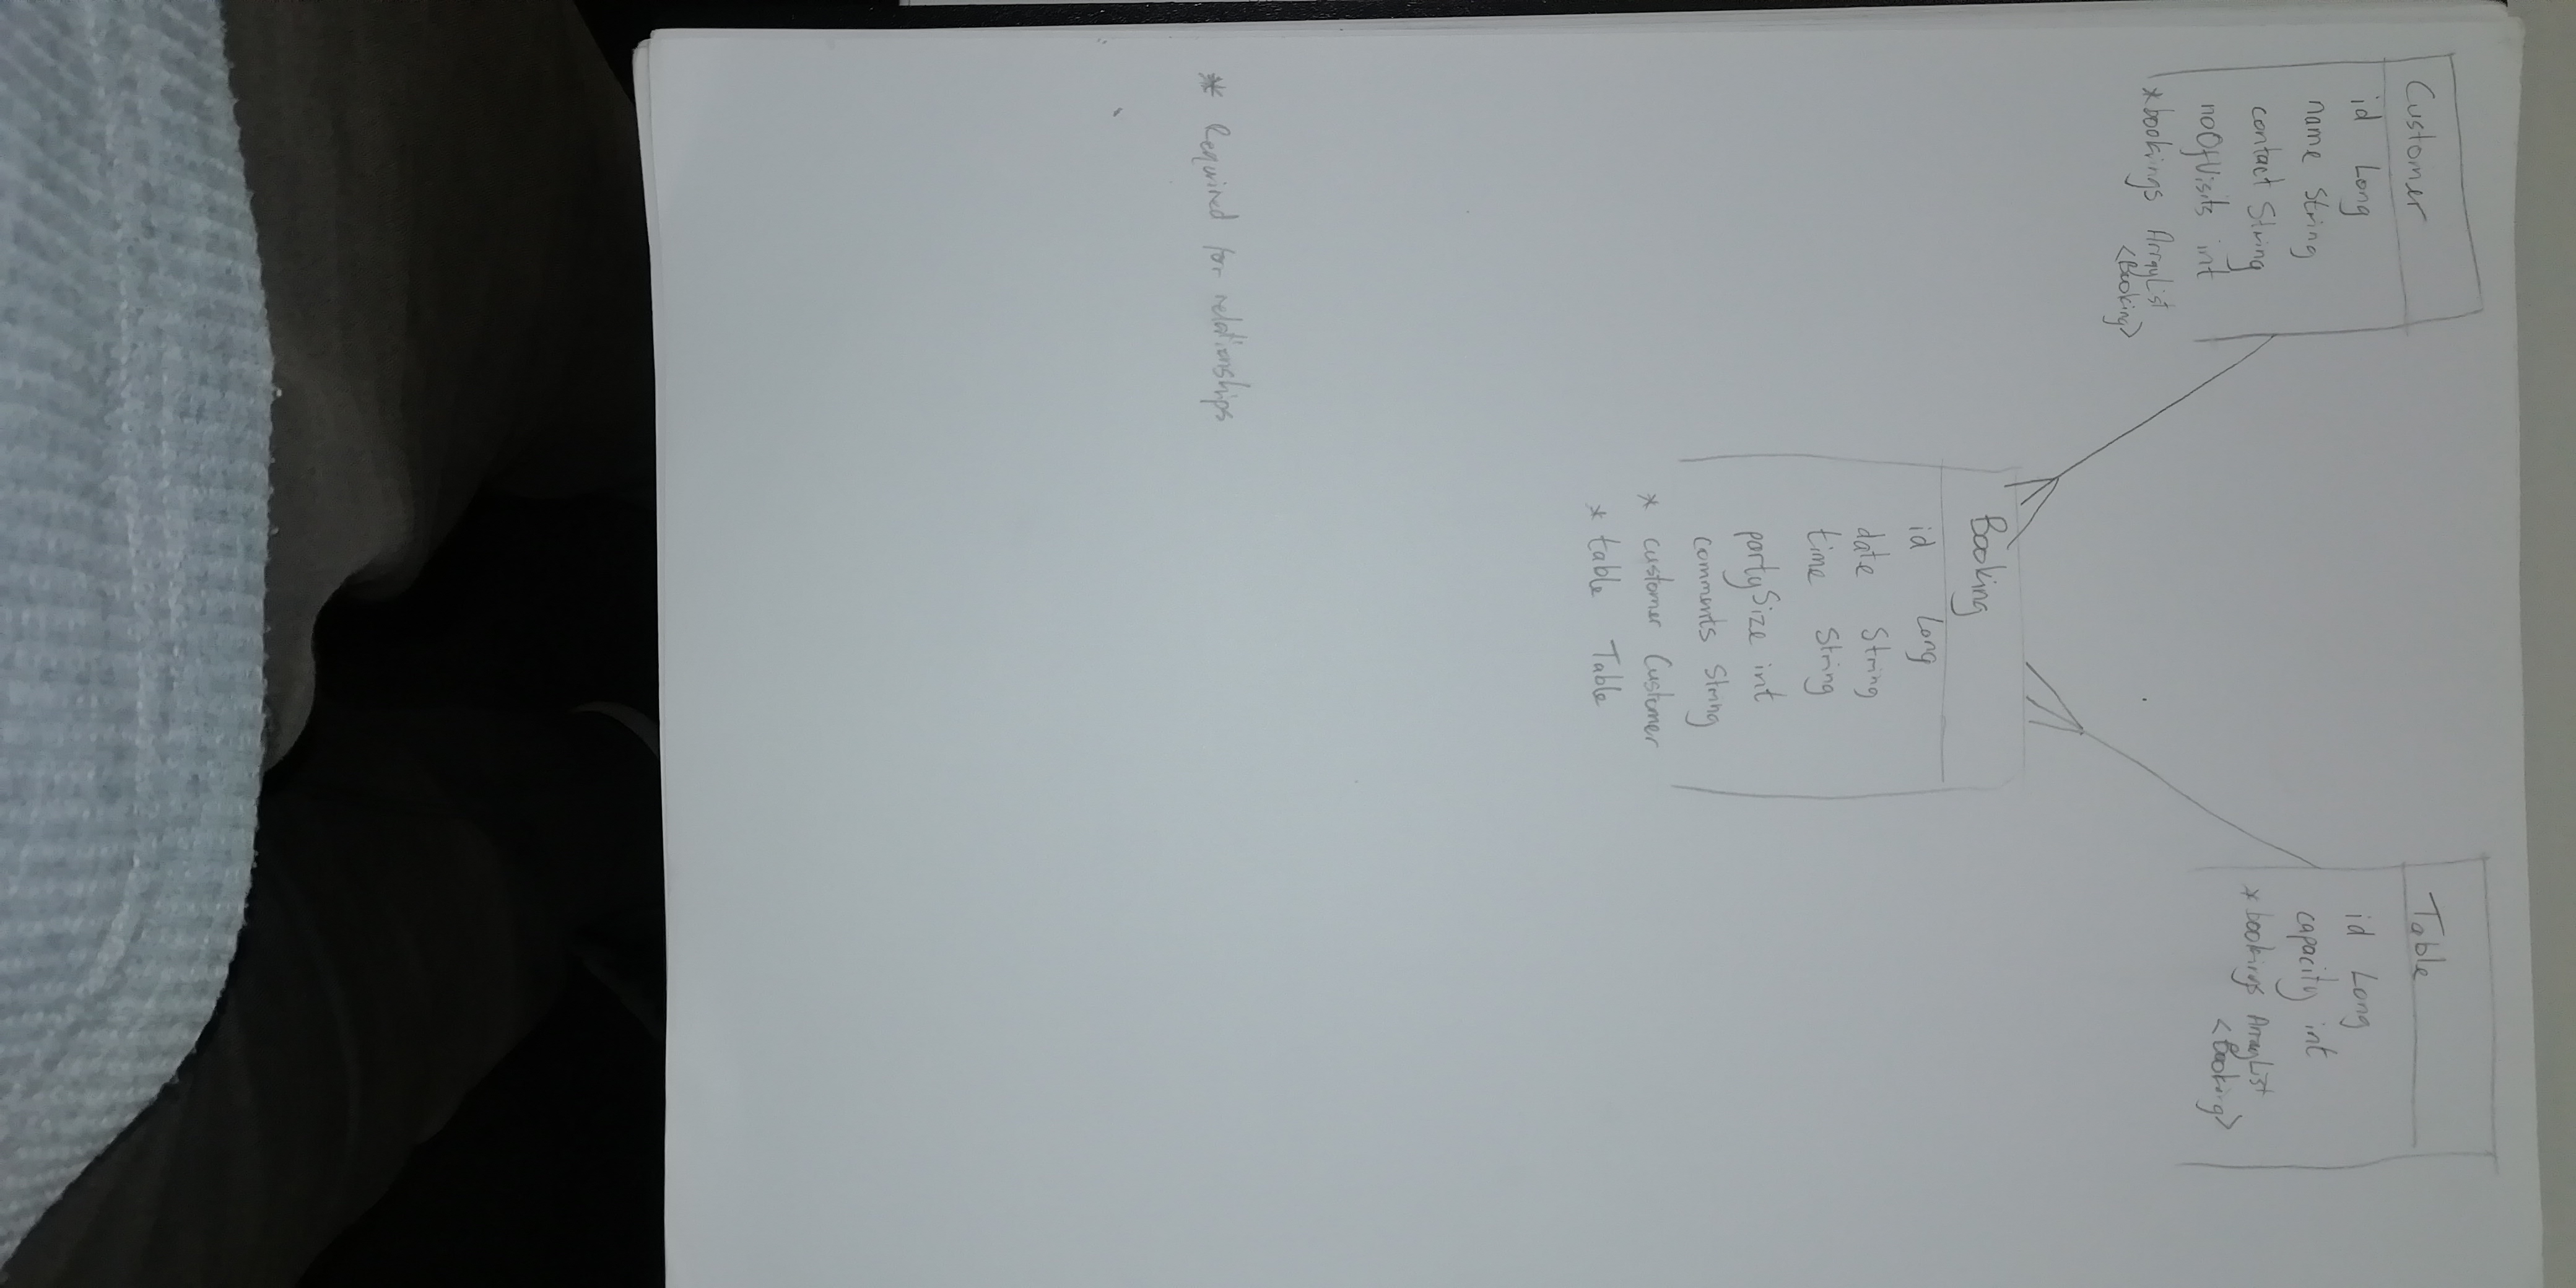 Customer
id Long
name String
contact String
noOfVisits int
*bookings ArrayList
<Booking>
Table
id Long
capacity int
*bookings ArrayList
<Booking>
Booking
id Long
date String
time String
partySize int
comments String
* customer Customer
* table Table
* Required for relationships